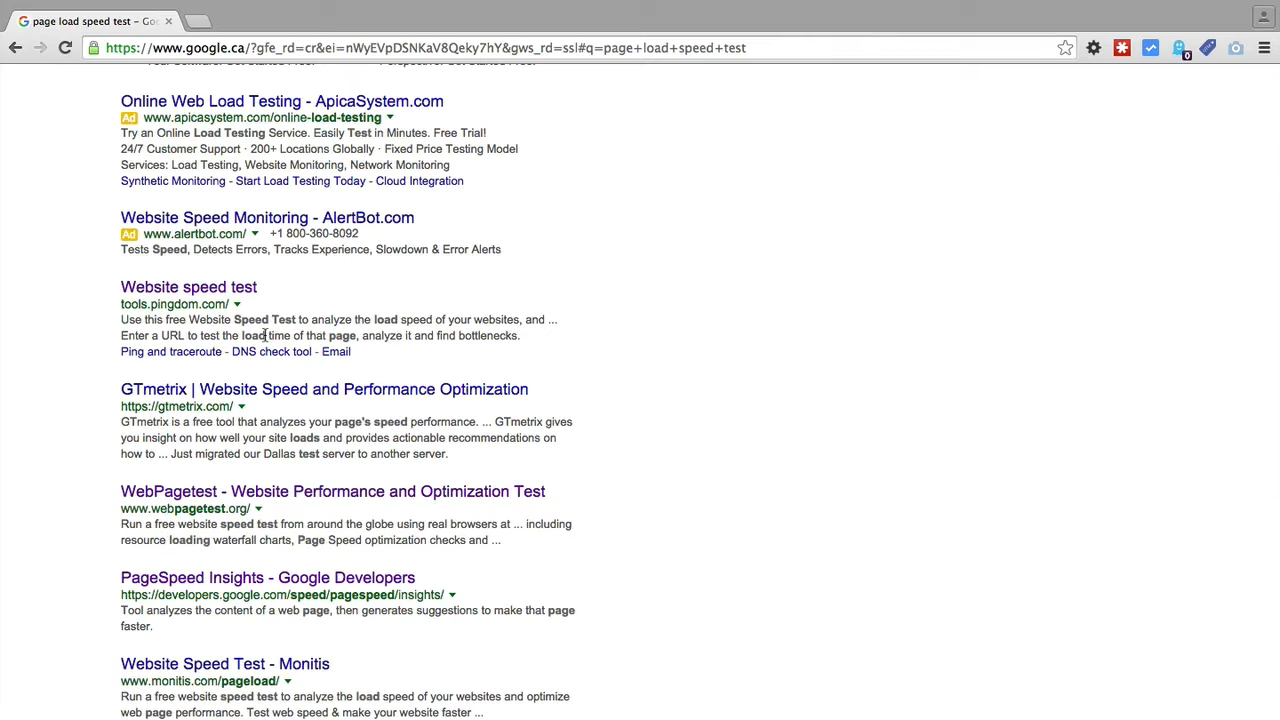 page load speed test - Goo
https://www.google.ca/?gfe_rd=cr&ei=nWyEVpDSNKaV8Qeky7hY&gws_rd=ssl#q=page+load+speed+test
0
Online Web Load Testing - ApicaSystem.com
Ad www.apicasystem.com/online-load-testing
Try an Online Load Testing Service. Easily Test in Minutes. Free Trial!
24/7 Customer Support · 200+ Locations Globally · Fixed Price Testing Model
Services: Load Testing, Website Monitoring, Network Monitoring
Synthetic Monitoring - Start Load Testing Today - Cloud Integration
Website Speed Monitoring - AlertBot.com
Ad www.alertbot.com/ +1 800-360-8092
Tests Speed, Detects Errors, Tracks Experience, Slowdown & Error Alerts
Website speed test
tools.pingdom.com/
Use this free Website Speed Test to analyze the load speed of your websites, and ...
Enter a URL to test the load time of that page, analyze it and find bottlenecks.
Ping and traceroute - DNS check tool - Email
GTmetrix | Website Speed and Performance Optimization
https://gtmetrix.com/
GTmetrix is a free tool that analyzes your page's speed performance. ... GTmetrix gives
you insight on how well your site loads and provides actionable recommendations on
how to ... Just migrated our Dallas test server to another server.
WebPagetest - Website Performance and Optimization Test
www.webpagetest.org/
Run a free website speed test from around the globe using real browsers at ... including
resource loading waterfall charts, Page Speed optimization checks and ...
PageSpeed Insights - Google Developers
https://developers.google.com/speed/pagespeed/insights/
Tool analyzes the content of a web page, then generates suggestions to make that page
faster.
Website Speed Test - Monitis
www.monitis.com/pageload/
Run a free website speed test to analyze the load speed of your websites and optimize
web page performance. Test web speed & make your website faster ...